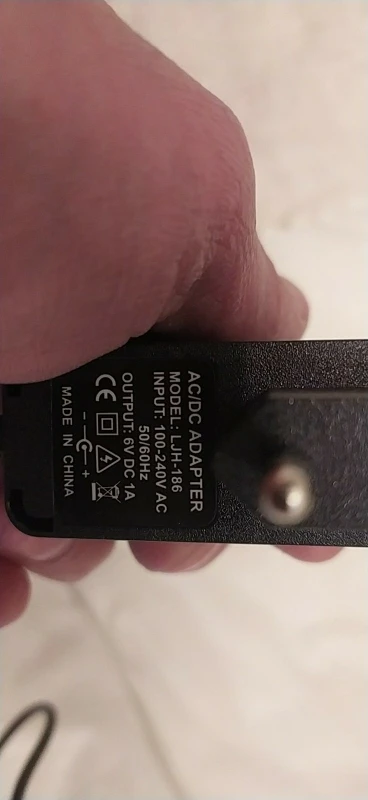 AC/DC ADAPTER
MODEL: LJH-186
INPUT: 100-240V AC
50/60Hz
OUTPUT: 6V DC 1A
CE
- +
MADE IN CHINA